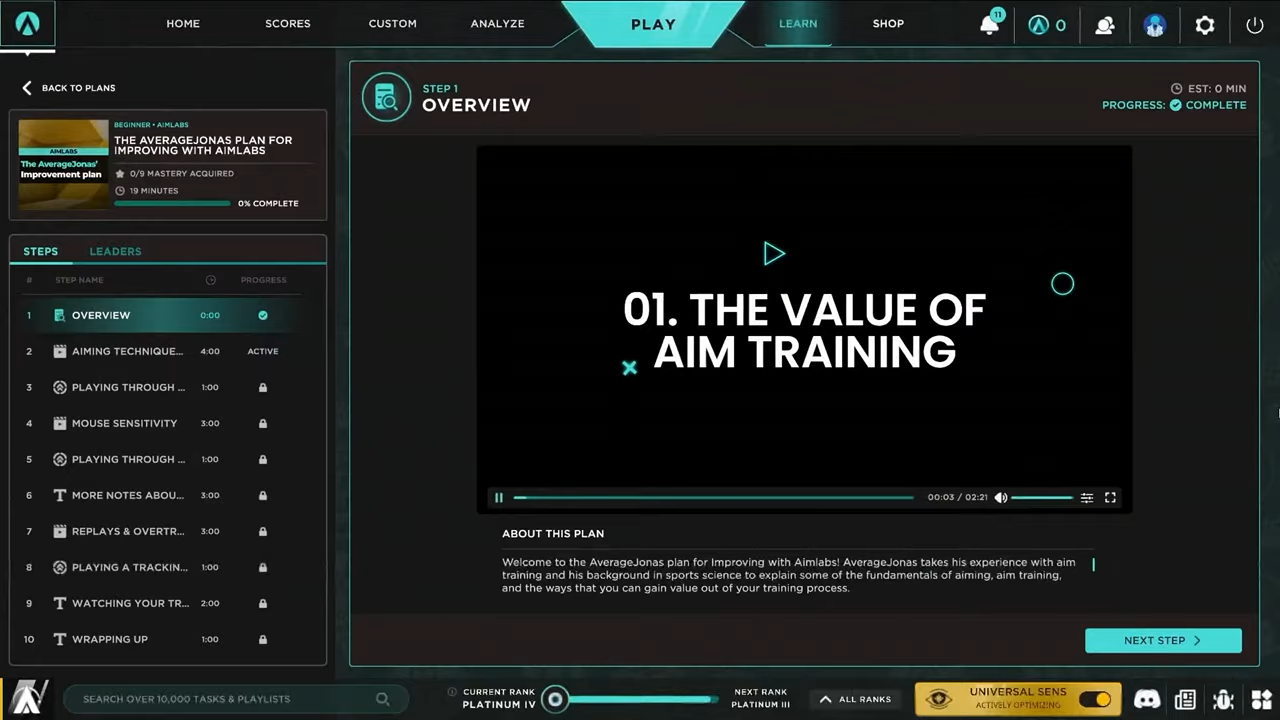 HOME
SCORES
CUSTOM
ANALYZE
PLAY
LEARN
SHOP
11
0
BACK TO PLANS
BEGINNER • AIMLABS
THE AVERAGEJONAS PLAN FOR
IMPROVING WITH AIMLABS
0/9 MASTERY ACQUIRED
19 MINUTES
0% COMPLETE
AIMLABS
The AverageJonas'
Improvement plan
STEPS
LEADERS
# STEP NAME PROGRESS
1 OVERVIEW 0:00
2 AIMING TECHNIQUE... 4:00 ACTIVE
3 PLAYING THROUGH ... 1:00
4 MOUSE SENSITIVITY 3:00
5 PLAYING THROUGH ... 1:00
6 MORE NOTES ABOU... 3:00
7 REPLAYS & OVERTR... 3:00
8 PLAYING A TRACKIN... 1:00
9 WATCHING YOUR TR... 2:00
10 WRAPPING UP 1:00
STEP 1
OVERVIEW
EST: 0 MIN
PROGRESS: COMPLETE
01. THE VALUE OF
AIM TRAINING
00:03 / 02:21
ABOUT THIS PLAN
Welcome to the AverageJonas plan for Improving with Aimlabs! AverageJonas takes his experience with aim
training and his background in sports science to explain some of the fundamentals of aiming, aim training,
and the ways that you can gain value out of your training process.
NEXT STEP
SEARCH OVER 10,000 TASKS & PLAYLISTS
CURRENT RANK
PLATINUM IV
NEXT RANK
PLATINUM III
ALL RANKS
UNIVERSAL SENS
ACTIVELY OPTIMIZING